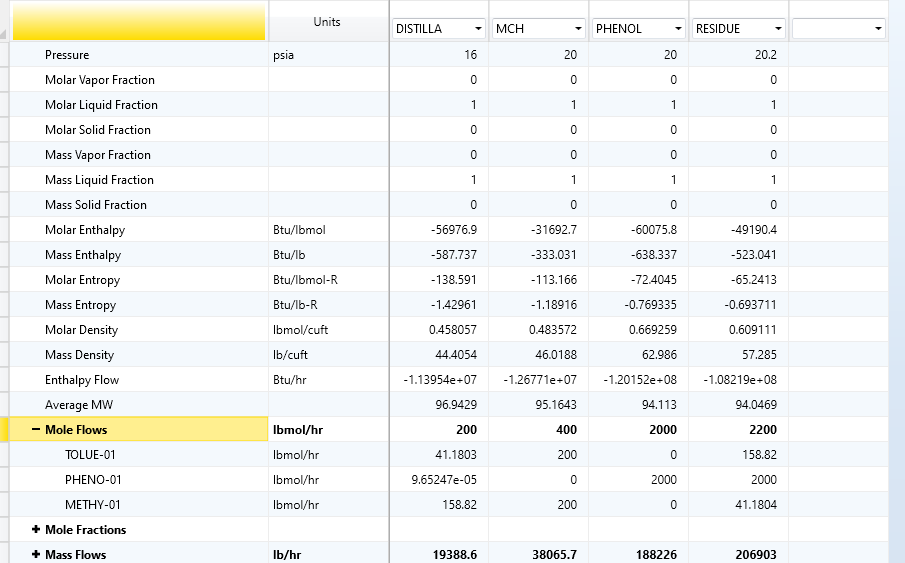 Units DISTILLA MCH PHENOL RESIDUE
Pressure psia 16 20 20 20.2
Molar Vapor Fraction 0 0 0 0
Molar Liquid Fraction 1 1 1 1
Molar Solid Fraction 0 0 0 0
Mass Vapor Fraction 0 0 0 0
Mass Liquid Fraction 1 1 1 1
Mass Solid Fraction 0 0 0 0
Molar Enthalpy Btu/lbmol -56976.9 -31692.7 -60075.8 -49190.4
Mass Enthalpy Btu/lb -587.737 -333.031 -638.337 -523.041
Molar Entropy Btu/lbmol-R -138.591 -113.166 -72.4045 -65.2413
Mass Entropy Btu/lb-R -1.42961 -1.18916 -0.769335 -0.693711
Molar Density lbmol/cuft 0.458057 0.483572 0.669259 0.609111
Mass Density lb/cuft 44.4054 46.0188 62.986 57.285
Enthalpy Flow Btu/hr -1.13954e+07 -1.26771e+07 -1.20152e+08 -1.08219e+08
Average MW 96.9429 95.1643 94.113 94.0469
Mole Flows lbmol/hr 200 400 2000 2200
TOLUE-01 lbmol/hr 41.1803 200 0 158.82
PHENO-01 lbmol/hr 9.65247e-05 0 2000 2000
METHY-01 lbmol/hr 158.82 200 0 41.1804
Mole Fractions
Mass Flows lb/hr 19388.6 38065.7 188226 206903